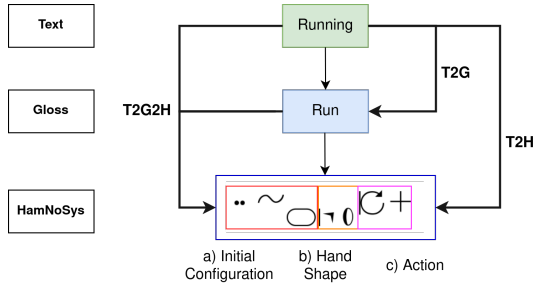 Text
Running
T2G
Gloss
T2G2H
Run
T2H
HamNoSys
a) Initial
Configuration
b) Hand
Shape
c) Action